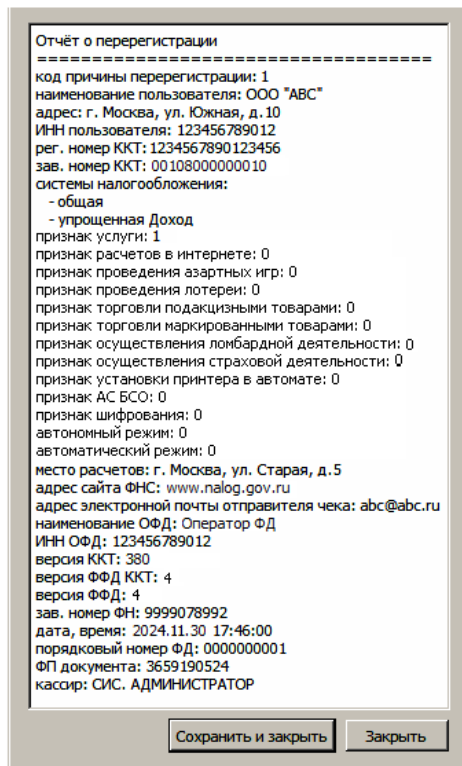 Отчёт о перерегистрации
====================================
код причины перерегистрации: 1
наименование пользователя: ООО "АВС"
адрес: г. Москва, ул. Южная, д.10
ИНН пользователя: 123456789012
рег. номер ККТ: 1234567890123456
зав. номер ККТ: 00108000000010
системы налогообложения:
- общая
- упрощенная Доход
признак услуги: 1
признак расчетов в интернете: 0
признак проведения азартных игр: 0
признак проведения лотереи: 0
признак торговли подакцизными товарами: 0
признак торговли маркированными товарами: 0
признак осуществления ломбардной деятельности: 0
признак осуществления страховой деятельности: 0
признак установки принтера в автомате: 0
признак АС БСО: 0
признак шифрования: 0
автономный режим: 0
автоматический режим: 0
место расчетов: г. Москва, ул. Старая, д.5
адрес сайта ФНС: www.nalog.gov.ru
адрес электронной почты отправителя чека: abc@abc.ru
наименование ОФД: Оператор ФД
ИНН ОФД: 123456789012
версия ККТ: 380
версия ФФД ККТ: 4
версия ФФД: 4
зав. номер ФН: 9999078992
дата, время: 2024.11.30 17:46:00
порядковый номер ФД: 0000000001
ФП документа: 3659190524
кассир: СИС. АДМИНИСТРАТОР
Сохранить и закрыть Закрыть